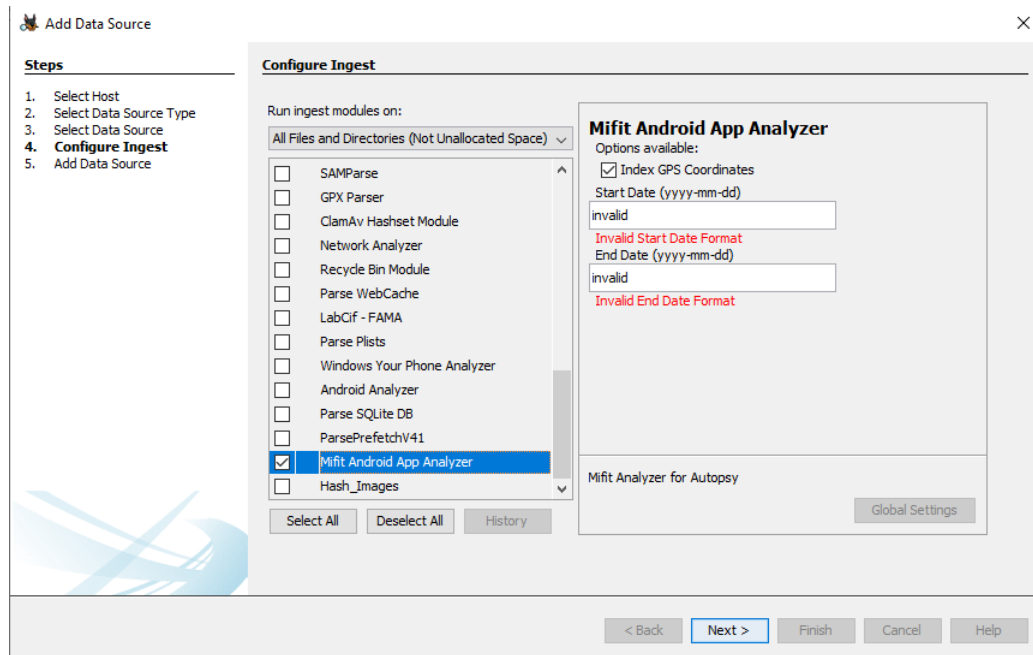 Add Data Source
Steps
1. Select Host
2. Select Data Source Type
3. Select Data Source
4. Configure Ingest
5. Add Data Source
Configure Ingest
Run ingest modules on:
All Files and Directories (Not Unallocated Space)
SAMParse
GPX Parser
ClamAv Hashset Module
Network Analyzer
Recycle Bin Module
Parse WebCache
LabCif - FAMA
Parse Plists
Windows Your Phone Analyzer
Android Analyzer
Parse SQLite DB
ParsePrefetchV41
Mifit Android App Analyzer
Hash_Images
Select All
Deselect All
History
Mifit Android App Analyzer
Options available:
Index GPS Coordinates
Start Date (yyyy-mm-dd)
invalid
Invalid Start Date Format
End Date (yyyy-mm-dd)
invalid
Invalid End Date Format
Mifit Analyzer for Autopsy
Global Settings
< Back
Next >
Finish
Cancel
Help